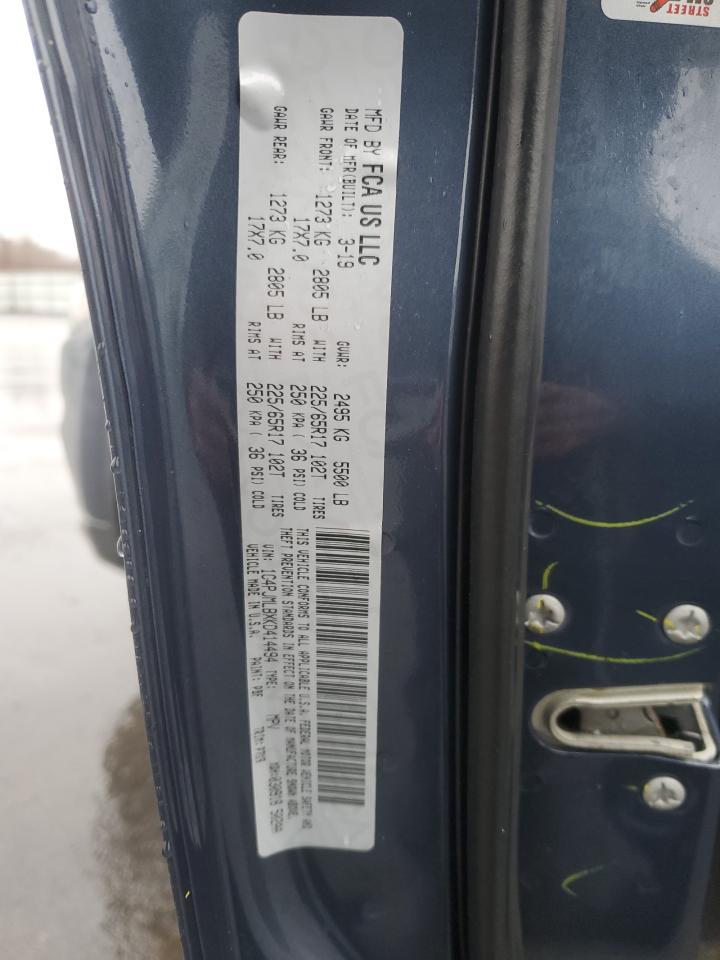 MFD BY FCA US LLC
DATE OF MFR(BUILT): 3-19 GVWR: 2495 KG 5500 LB
GAWR FRONT: 1273 KG 2805 LB WITH 225/65R17 102T TIRES
17X7.0 RIMS AT 250 KPA ( 36 PSI) COLD
GAWR REAR: 1273 KG 2805 LB WITH 225/65R17 102T TIRES
17X7.0 RIMS AT 250 KPA ( 36 PSI) COLD
THIS VEHICLE CONFORMS TO ALL APPLICABLE U.S.A. FEDERAL MOTOR VEHICLE SAFETY AND
THEFT PREVENTION STANDARDS IN EFFECT ON THE DATE OF MANUFACTURE SHOWN ABOVE.
VIN: 1C4PJMLBXKD414494 TYPE: MPV
VEHICLE MADE IN U.S.A. PAINT: PBF
STREET